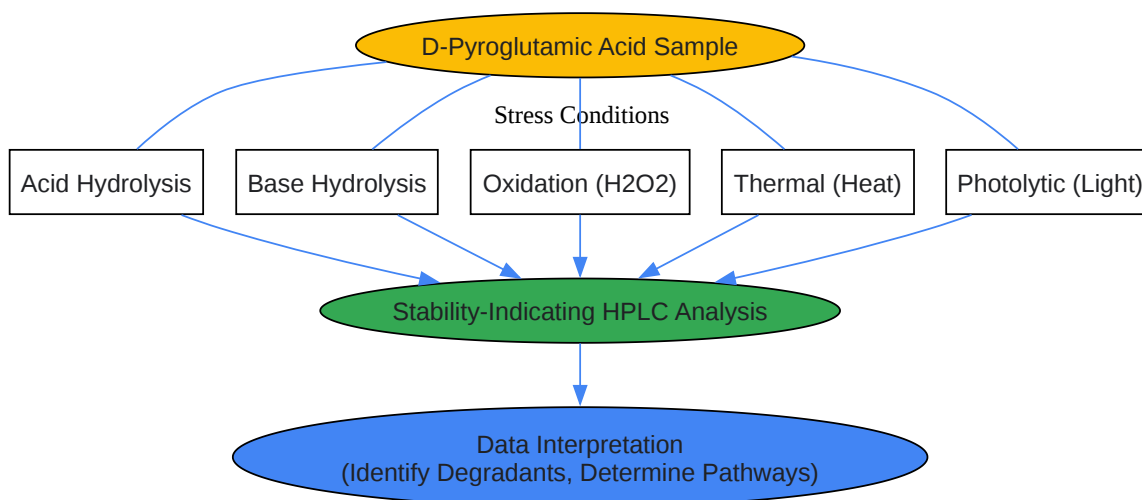 D-Pyroglutamic Acid Sample
Stress Conditions
Acid Hydrolysis
Base Hydrolysis
Oxidation (H2O2)
Thermal (Heat)
Photolytic (Light)
Stability-Indicating HPLC Analysis
Data Interpretation
(Identify Degradants, Determine Pathways)